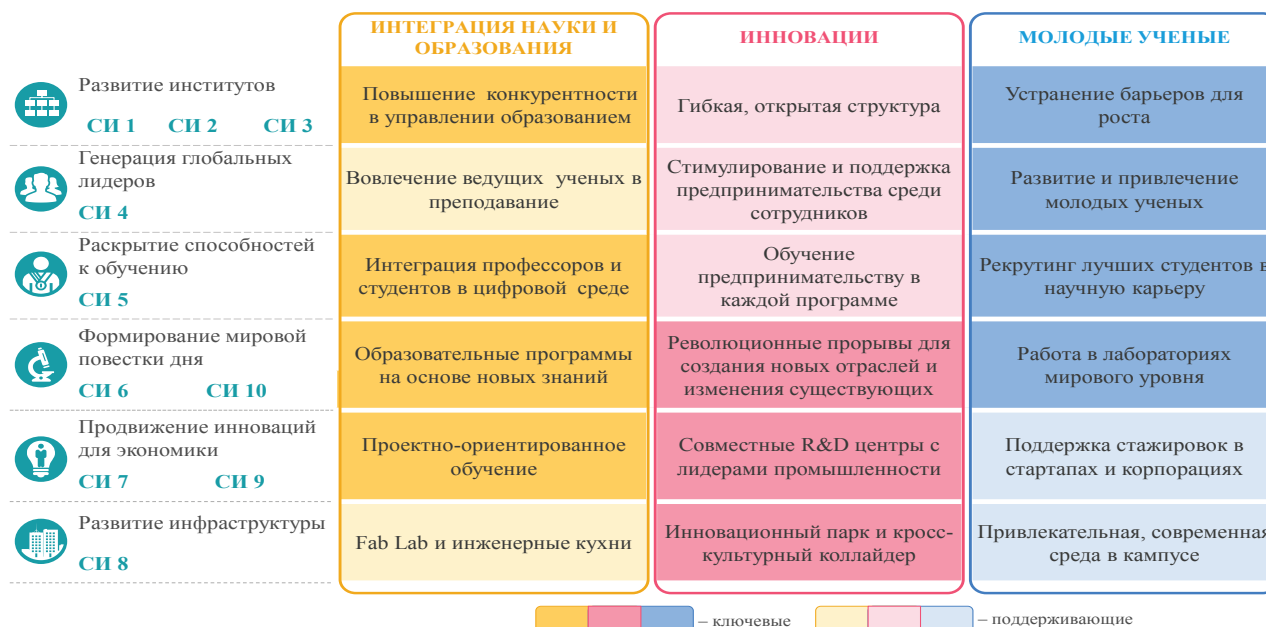 ИНТЕГРАЦИЯ НАУКИ И
ОБРАЗОВАНИЯ
ИННОВАЦИИ
МОЛОДЫЕ УЧЕНЫЕ
Развитие институтов
СИ 1 СИ 2 СИ 3
Повышение конкурентности
в управлении образованием
Гибкая, открытая структура
Устранение барьеров для
роста
Генерация глобальных
лидеров
СИ 4
Вовлечение ведущих ученых в
преподавание
Стимулирование и поддержка
предпринимательства среди
сотрудников
Развитие и привлечение
молодых ученых
Раскрытие способностей
к обучению
СИ 5
Интеграция профессоров и
студентов в цифровой среде
Обучение
предпринимательству в
каждой программе
Рекрутинг лучших студентов в
научную карьеру
Формирование мировой
повестки дня
СИ 6 СИ 10
Образовательные программы
на основе новых знаний
Революционные прорывы для
создания новых отраслей и
изменения существующих
Работа в лабораториях
мирового уровня
Продвижение инноваций
для экономики
СИ 7 СИ 9
Проектно-ориентированное
обучение
Совместные R&D центры с
лидерами промышленности
Поддержка стажировок в
стартапах и корпорациях
Развитие инфраструктуры
СИ 8
Fab Lab и инженерные кухни
Инновационный парк и кросс-
культурный коллайдер
Привлекательная, современная
среда в кампусе
– ключевые
– поддерживающие